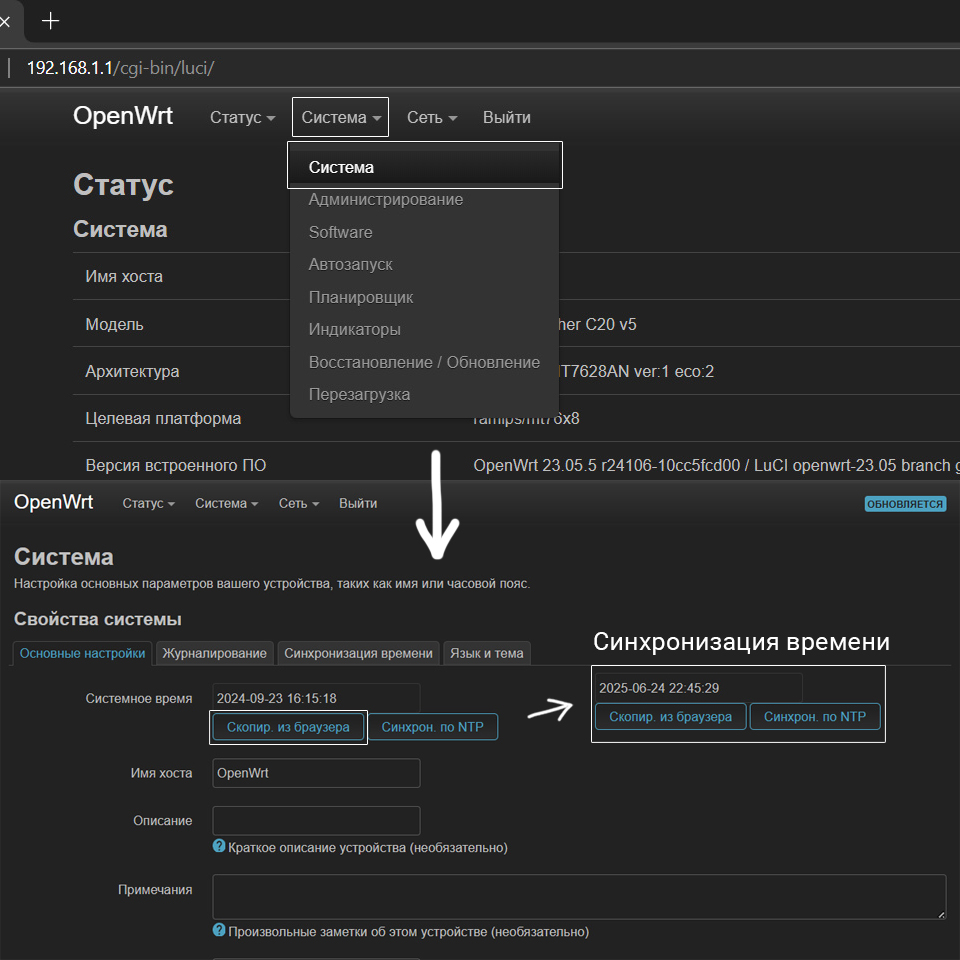 192.168.1.1/cgi-bin/luci/
OpenWrt Статус Система Сеть Выйти
Система
Администрирование
Software
Автозапуск
Планировщик
Индикаторы
Восстановление / Обновление
Перезагрузка
Статус
Система
Имя хоста
Модель her C20 v5
Архитектура T7628AN ver:1 eco:2
Целевая платформа ramips/mt76x8
Версия встроенного ПО OpenWrt 23.05.5 r24106-10cc5fcd00 / LuCI openwrt-23.05 branch g
OpenWrt Статус Система Сеть Выйти ОБНОВЛЯЕТСЯ
Система
Настройка основных параметров вашего устройства, таких как имя или часовой пояс.
Свойства системы
Основные настройки Журналирование Синхронизация времени Язык и тема
Синхронизация времени
Системное время 2024-09-23 16:15:18
Скопир. из браузера Синхрон. по NTP
2025-06-24 22:45:29
Скопир. из браузера Синхрон. по NTP
Имя хоста OpenWrt
Описание
Краткое описание устройства (необязательно)
Примечания
Произвольные заметки об этом устройстве (необязательно)